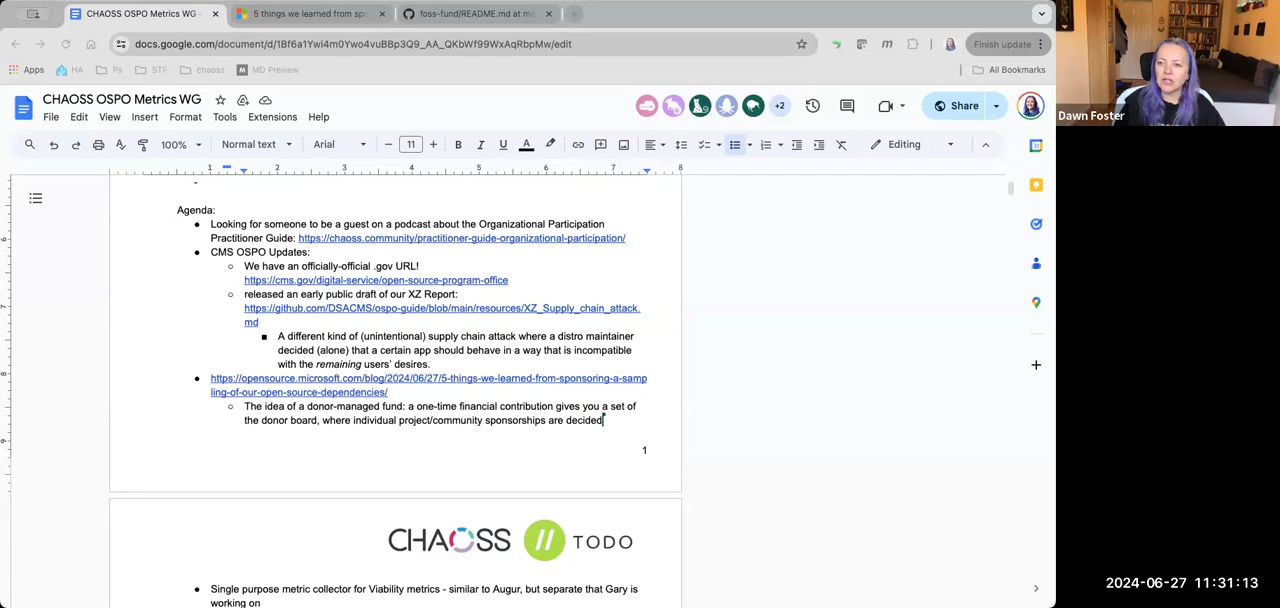 CHAOSS OSPO Metrics WG -
5 things we learned from spo
foss-fund/README.md at ma
docs.google.com/document/d/1Bf6a1Ywi4m0Ywo4vuBBp3Q9_AA_QKbWf99WxAqRbpMw/edit
Finish update
Apps
HA
Ps
STF
chaoss
MD Preview
All Bookmarks
CHAOSS OSPO Metrics WG
File Edit View Insert Format Tools Extensions Help
+2
Share
100%
Normal text
Arial
11
Editing
1 2 3 4 5 6 7 8
Agenda:
● Looking for someone to be a guest on a podcast about the Organizational Participation
Practitioner Guide: https://chaoss.community/practitioner-guide-organizational-participation/
● CMS OSPO Updates:
○ We have an officially-official .gov URL!
https://cms.gov/digital-service/open-source-program-office
○ released an early public draft of our XZ Report:
https://github.com/DSACMS/ospo-guide/blob/main/resources/XZ_Supply_chain_attack.
md
■ A different kind of (unintentional) supply chain attack where a distro maintainer
decided (alone) that a certain app should behave in a way that is incompatible
with the remaining users' desires.
● https://opensource.microsoft.com/blog/2024/06/27/5-things-we-learned-from-sponsoring-a-samp
ling-of-our-open-source-dependencies/
○ The idea of a donor-managed fund: a one-time financial contribution gives you a set of
the donor board, where individual project/community sponsorships are decided
1
CHAOSS // TODO
● Single purpose metric collector for Viability metrics - similar to Augur, but separate that Gary is
working on
Dawn Foster
2024-06-27 11:31:13